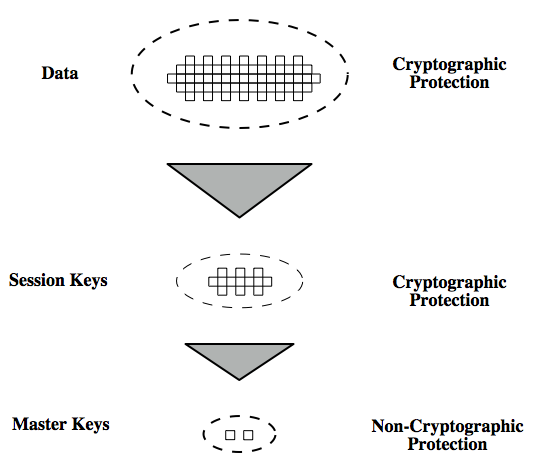 Data
Cryptographic
Protection
Session Keys
Cryptographic
Protection
Master Keys
Non-Cryptographic
Protection